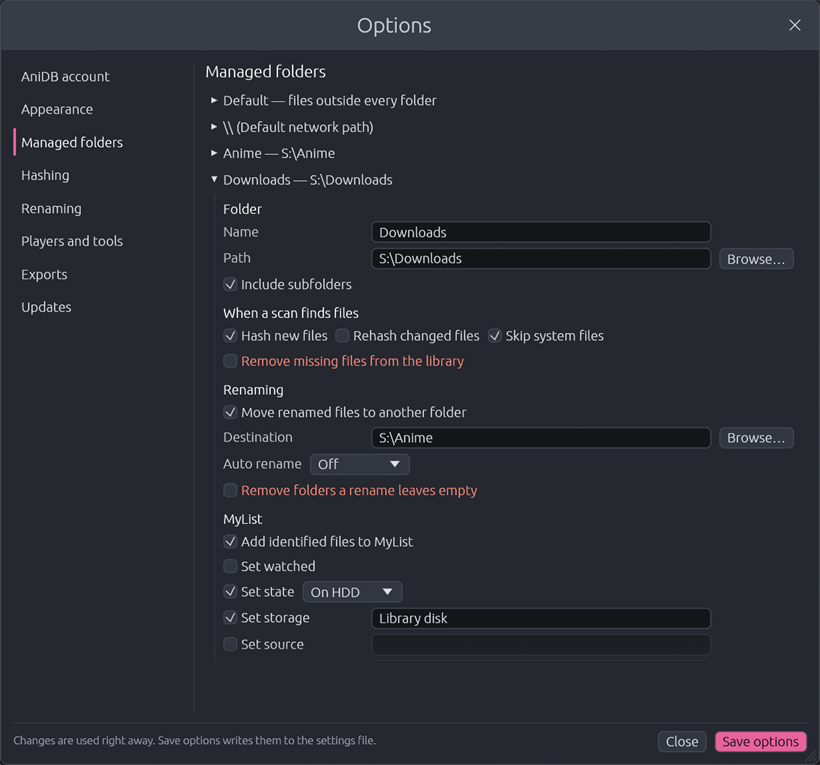 Options
AniDB account
Appearance
Managed folders
Hashing
Renaming
Players and tools
Exports
Updates
Managed folders
Default — files outside every folder
\\ (Default network path)
Anime — S:\Anime
Downloads — S:\Downloads
Folder
Name Downloads
Path S:\Downloads Browse...
Include subfolders
When a scan finds files
Hash new files Rehash changed files Skip system files
Remove missing files from the library
Renaming
Move renamed files to another folder
Destination S:\Anime Browse...
Auto rename Off
Remove folders a rename leaves empty
MyList
Add identified files to MyList
Set watched
Set state On HDD
Set storage Library disk
Set source
Changes are used right away. Save options writes them to the settings file.
Close Save options